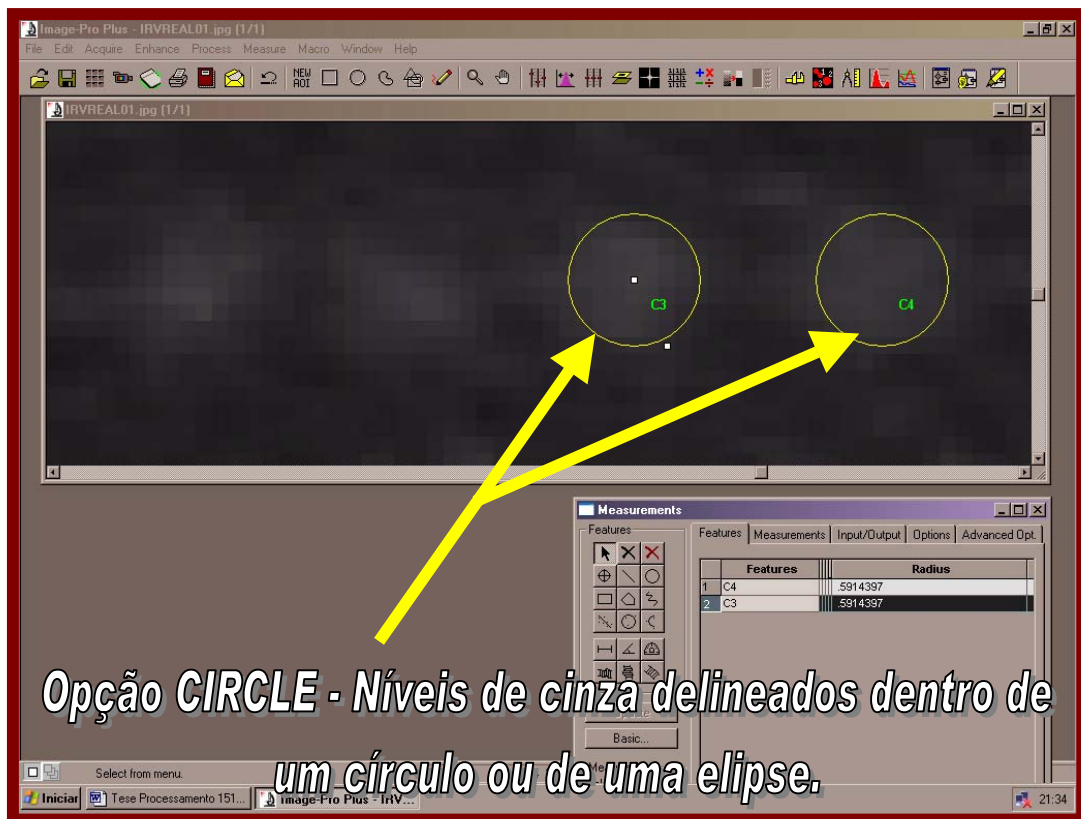 Image-Pro Plus - IRVREAL01.jpg (1/1)
File Edit Acquire Enhance Process Measure Macro Window Help
NEW AOI
IRVREAL01.jpg (1/1)
C3
C4
Measurements
Features
Features Measurements Input/Output Options Advanced Opt.
Features Radius
1 C4 .5914397
2 C3 .5914397
Opção CIRCLE - Níveis de cinza delineados dentro de
Basic...
um círculo ou de uma elipse.
Select from menu.
Iniciar Tese Processamento 151... Image-Pro Plus - IRV... 21:34